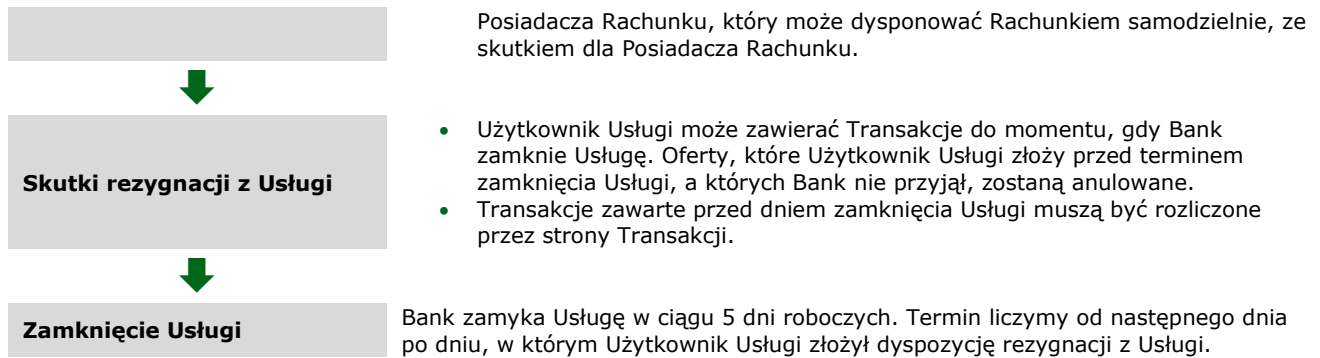 Posiadacza Rachunku, który może dysponować Rachunkiem samodzielnie, ze
skutkiem dla Posiadacza Rachunku.
Skutki rezygnacji z Usługi
• Użytkownik Usługi może zawierać Transakcje do momentu, gdy Bank
zamknie Usługę. Oferty, które Użytkownik Usługi złoży przed terminem
zamknięcia Usługi, a których Bank nie przyjął, zostaną anulowane.
• Transakcje zawarte przed dniem zamknięcia Usługi muszą być rozliczone
przez strony Transakcji.
Zamknięcie Usługi
Bank zamyka Usługę w ciągu 5 dni roboczych. Termin liczymy od następnego dnia
po dniu, w którym Użytkownik Usługi złożył dyspozycję rezygnacji z Usługi.